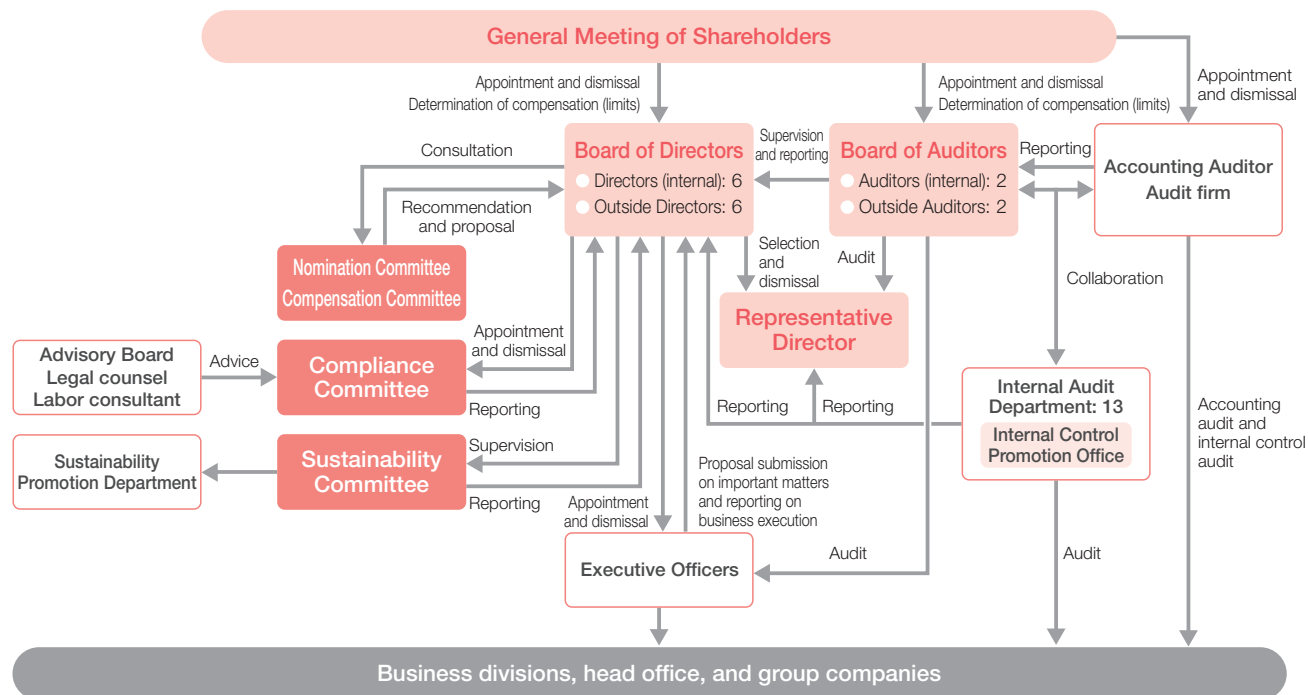 General Meeting of Shareholders
Appointment and dismissal
Determination of compensation (limits)
Appointment and dismissal
Determination of compensation (limits)
Appointment
and dismissal
Consultation
Board of Directors
Directors (internal): 6
Outside Directors: 6
Supervision
and reporting
Board of Auditors
Auditors (internal): 2
Outside Auditors: 2
Reporting
Accounting Auditor
Audit firm
Recommendation
and proposal
Nomination Committee
Compensation Committee
Selection
and
dismissal
Audit
Collaboration
Representative
Director
Appointment
and dismissal
Advisory Board
Legal counsel
Labor consultant
Advice
Compliance
Committee
Reporting
Reporting
Reporting
Internal Audit
Department: 13
Internal Control
Promotion Office
Accounting
audit and
internal control
audit
Sustainability
Promotion Department
Sustainability
Committee
Supervision
Reporting
Appointment
and dismissal
Proposal submission
on important matters
and reporting on
business execution
Executive Officers
Audit
Audit
Business divisions, head office, and group companies